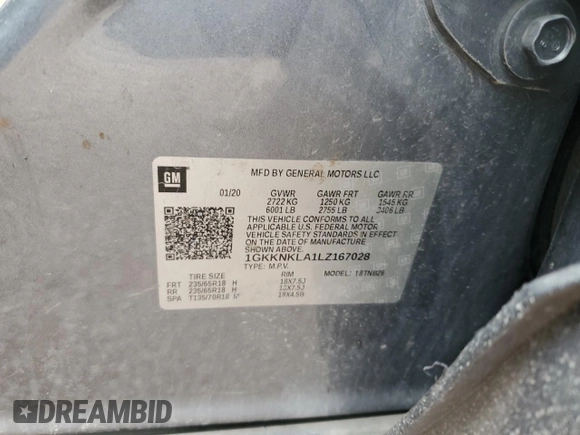 GM
MFD BY GENERAL MOTORS LLC
01/20 GVWR GAWR FRT GAWR RR
2722 KG 1250 KG 1545 KG
6001 LB 2755 LB 3406 LB
THIS VEHICLE CONFORMS TO ALL
APPLICABLE U.S. FEDERAL MOTOR
VEHICLE SAFETY STANDARDS IN EFFECT ON
THE DATE OF MANUFACTURE
SHOWN ABOVE.
1GKKNKLA1LZ167028
TYPE: M.P.V. MODEL:
TIRE SIZE RIM
FRT 235/65R18 H 18X7.5J
RR 235/65R18 H 18X7.5J
SPA T135/70R18 18X4.5B
DREAMBID